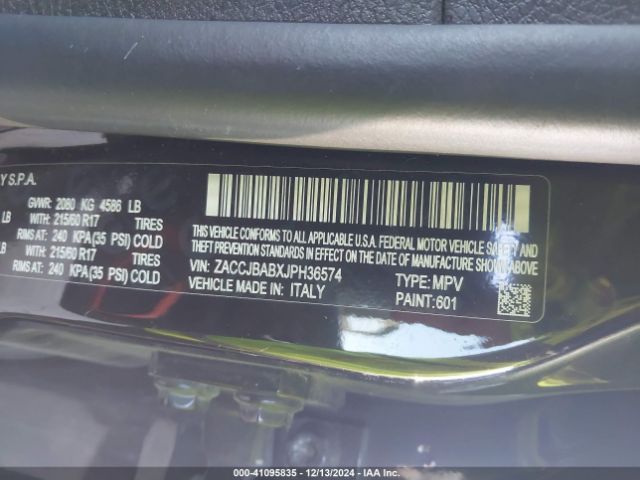 Y S.P.A.
GVWR: 2080 KG 4586 LB
LB WITH: 215/60 R17 TIRES
RIMS AT: 240 KPA(35 PSI) COLD
LB WITH: 215/60 R17 TIRES
RIMS AT: 240 KPA(35 PSI) COLD
THIS VEHICLE CONFORMS TO ALL APPLICABLE U.S.A. FEDERAL MOTOR VEHICLE SAFETY AND
THEFT PREVENTION STANDARDS IN EFFECT ON THE DATE OF MANUFACTURE SHOWN ABOVE.
VIN: ZACCJBABXJPH36574 TYPE: MPV
VEHICLE MADE IN: ITALY PAINT:601
000-41095835 - 12/13/2024 - IAA Inc.